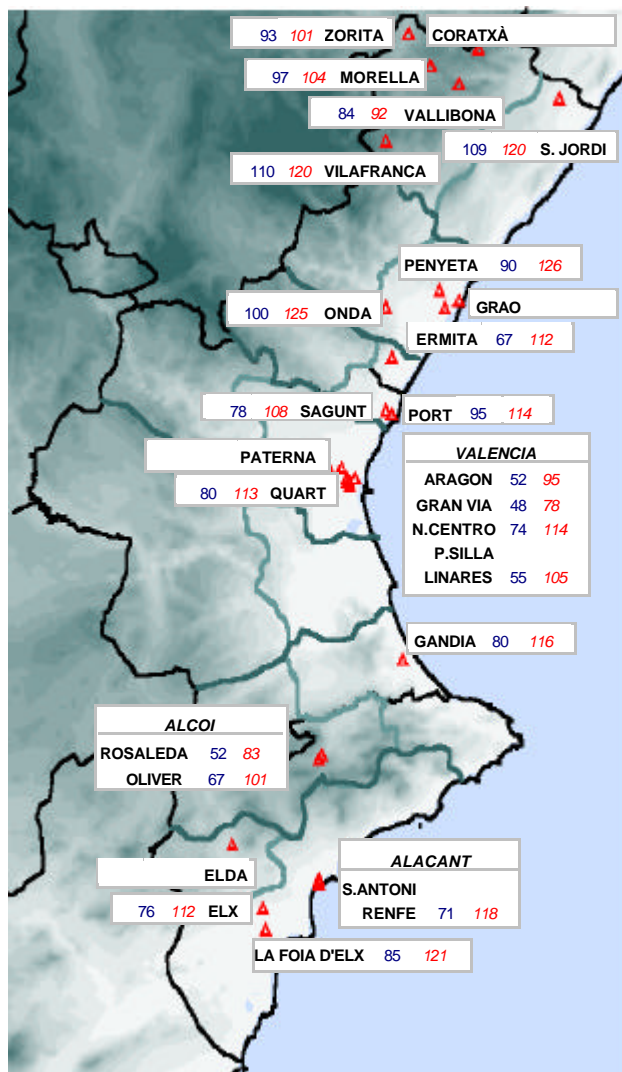 93 101 ZORITA
CORATXÀ
97 104 MORELLA
84 92 VALLIBONA
109 120 S. JORDI
110 120 VILAFRANCA
PENYETA 90 126
100 125 ONDA
GRAO
ERMITA 67 112
78 108 SAGUNT
PORT 95 114
PATERNA
80 113 QUART
VALENCIA
ARAGON 52 95
GRAN VIA 48 78
N.CENTRO 74 114
P.SILLA
LINARES 55 105
GANDIA 80 116
ALCOI
ROSALEDA 52 83
OLIVER 67 101
ELDA
76 112 ELX
ALACANT
S.ANTONI
RENFE 71 118
LA FOIA D'ELX 85 121